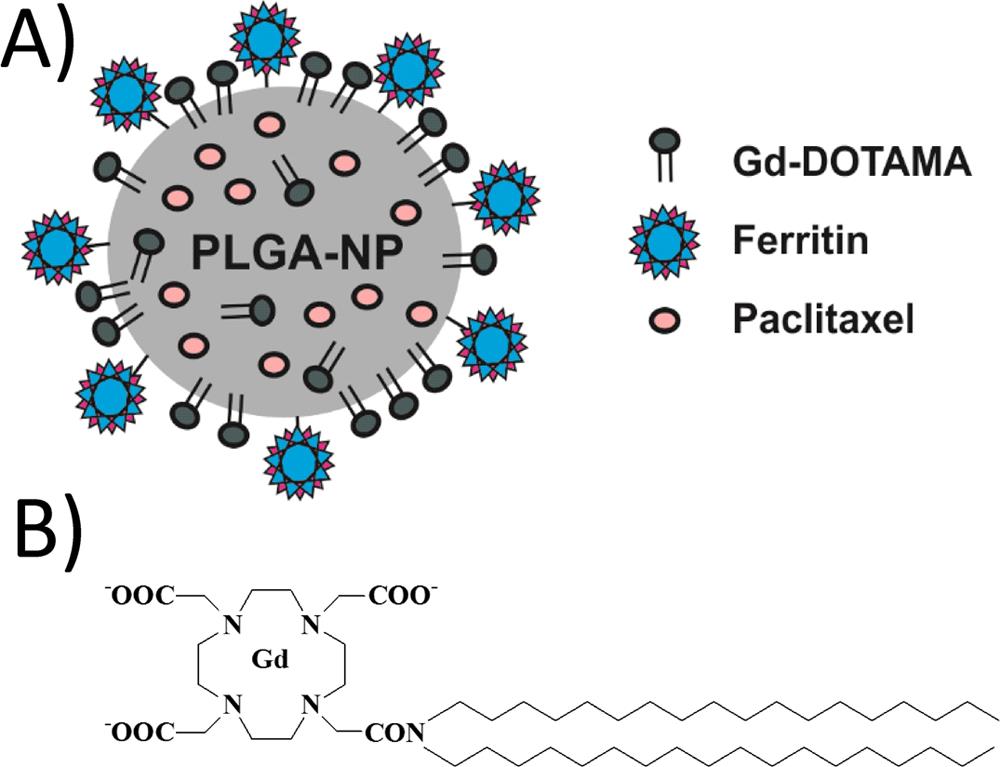 A)
PLGA-NP
Gd-DOTAMA
Ferritin
Paclitaxel
B)
⁻OOC COO⁻
N N
Gd
N N
⁻OOC CON